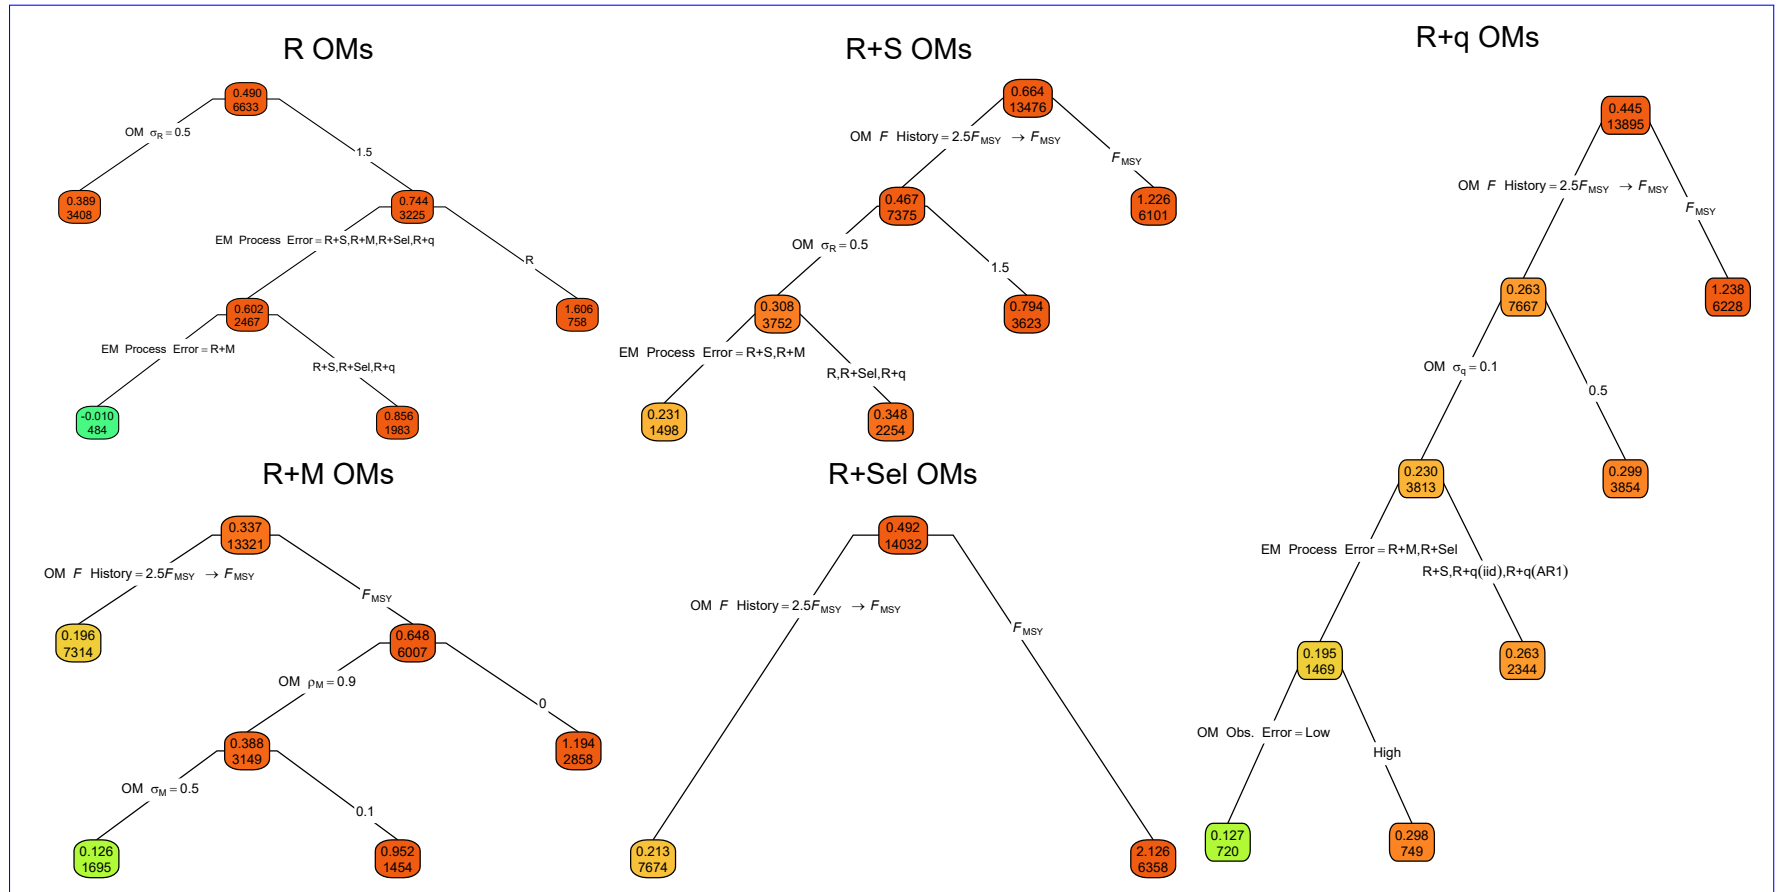 R OMs
0.490
6633
OM σR = 0.5
1.5
0.389
3408
0.744
3225
EM Process Error = R+S,R+M,R+Sel,R+q
R
0.602
2467
1.606
758
EM Process Error = R+M
R+S,R+Sel,R+q
-0.010
484
0.856
1983
R+S OMs
0.664
13476
OM F History = 2.5FMSY → FMSY
FMSY
0.467
7375
1.226
6101
OM σR = 0.5
1.5
0.308
3752
0.794
3623
EM Process Error = R+S,R+M
R,R+Sel,R+q
0.231
1498
0.348
2254
R+q OMs
0.445
13895
OM F History = 2.5FMSY → FMSY
FMSY
0.263
7667
1.238
6228
OM σq = 0.1
0.5
0.230
3813
0.299
3854
EM Process Error = R+M,R+Sel
R+S,R+q(iid),R+q(AR1)
0.195
1469
0.263
2344
OM Obs. Error = Low
High
0.127
720
0.298
749
R+M OMs
0.337
13321
OM F History = 2.5FMSY → FMSY
FMSY
0.196
7314
0.648
6007
OM ρM = 0.9
0
0.388
3149
1.194
2858
OM σM = 0.5
0.1
0.126
1695
0.952
1454
R+Sel OMs
0.492
14032
OM F History = 2.5FMSY → FMSY
FMSY
0.213
7674
2.126
6358